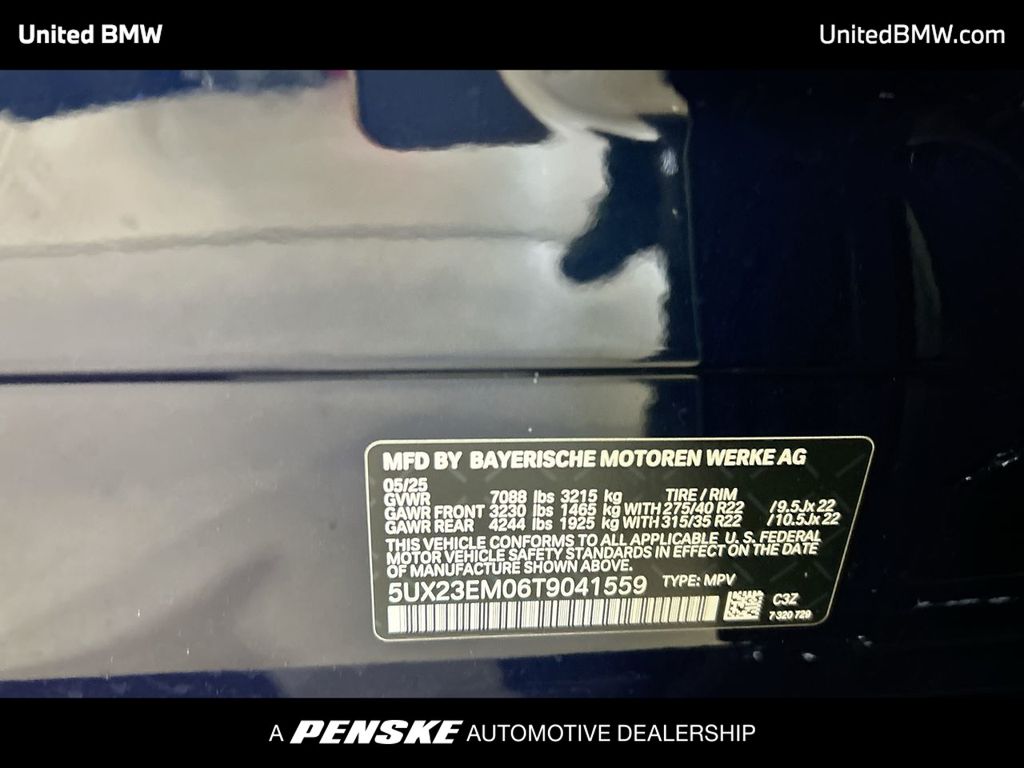 United BMW
UnitedBMW.com
MFD BY BAYERISCHE MOTOREN WERKE AG
05/25
GVWR 7088 lbs 3215 kg TIRE / RIM
GAWR FRONT 3230 lbs 1465 kg WITH 275/40 R22 /9.5Jx 22
GAWR REAR 4244 lbs 1925 kg WITH 315/35 R22 /10.5Jx 22
THIS VEHICLE CONFORMS TO ALL APPLICABLE U. S. FEDERAL
MOTOR VEHICLE SAFETY STANDARDS IN EFFECT ON THE DATE
OF MANUFACTURE SHOWN ABOVE.
5UX23EM06T9041559 TYPE: MPV
C3Z
7 320 729
A PENSKE AUTOMOTIVE DEALERSHIP